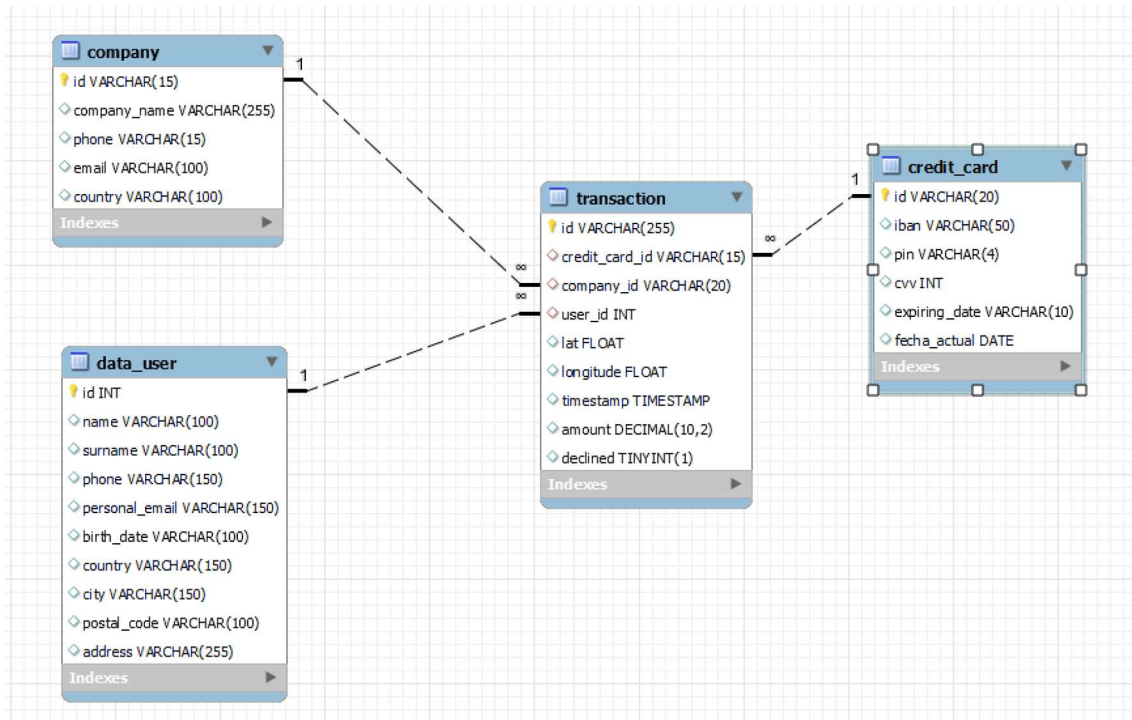 company
id VARCHAR(15)
company_name VARCHAR(255)
phone VARCHAR(15)
email VARCHAR(100)
country VARCHAR(100)
Indexes
1
data_user
id INT
name VARCHAR(100)
surname VARCHAR(100)
phone VARCHAR(150)
personal_email VARCHAR(150)
birth_date VARCHAR(100)
country VARCHAR(150)
city VARCHAR(150)
postal_code VARCHAR(100)
address VARCHAR(255)
Indexes
1
∞
∞
transaction
id VARCHAR(255)
credit_card_id VARCHAR(15)
company_id VARCHAR(20)
user_id INT
lat FLOAT
longitude FLOAT
timestamp TIMESTAMP
amount DECIMAL(10,2)
declined TINYINT(1)
Indexes
∞
1
credit_card
id VARCHAR(20)
iban VARCHAR(50)
pin VARCHAR(4)
cvv INT
expiring_date VARCHAR(10)
fecha_actual DATE
Indexes